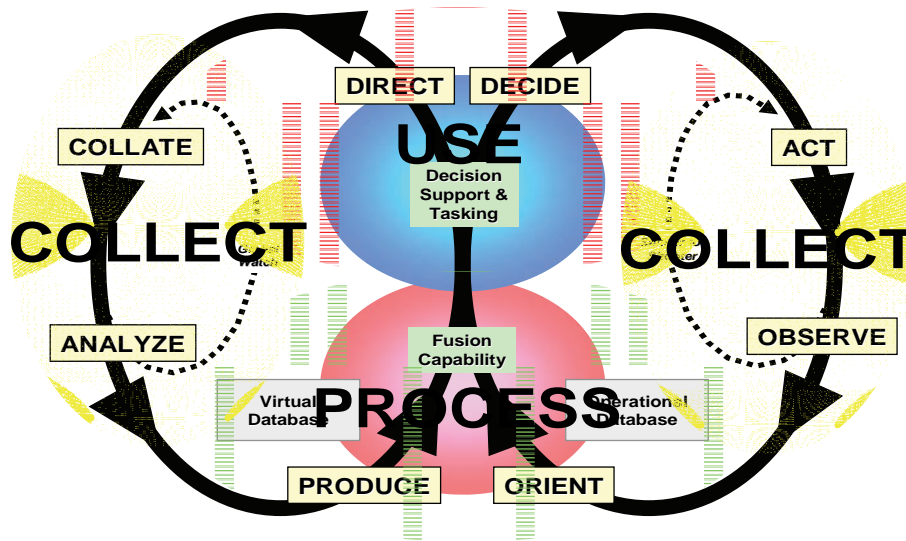 DIRECT
DECIDE
USE
COLLATE
ACT
Decision
Support &
Tasking
COLLECT
COLLECT
Watch
ANALYZE
OBSERVE
Fusion
Capability
Virtual
Database
PROCESS
Operational
Database
PRODUCE
ORIENT